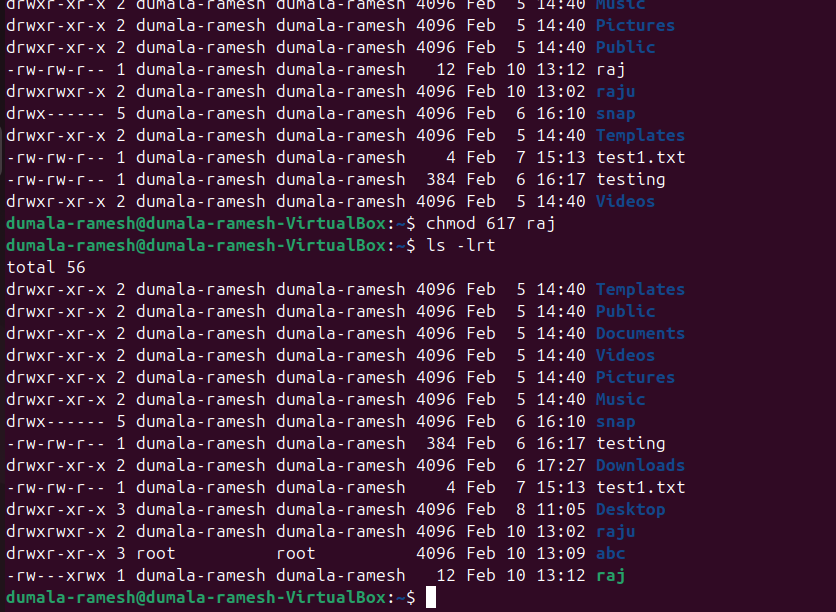 drwxr-xr-x 2 dumala-ramesh dumala-ramesh 4096 Feb  5 14:40 Music
drwxr-xr-x 2 dumala-ramesh dumala-ramesh 4096 Feb  5 14:40 Pictures
drwxr-xr-x 2 dumala-ramesh dumala-ramesh 4096 Feb  5 14:40 Public
-rw-rw-r-- 1 dumala-ramesh dumala-ramesh   12 Feb 10 13:12 raj
drwxrwxr-x 2 dumala-ramesh dumala-ramesh 4096 Feb 10 13:02 raju
drwx------ 5 dumala-ramesh dumala-ramesh 4096 Feb  6 16:10 snap
drwxr-xr-x 2 dumala-ramesh dumala-ramesh 4096 Feb  5 14:40 Templates
-rw-rw-r-- 1 dumala-ramesh dumala-ramesh    4 Feb  7 15:13 test1.txt
-rw-rw-r-- 1 dumala-ramesh dumala-ramesh  384 Feb  6 16:17 testing
drwxr-xr-x 2 dumala-ramesh dumala-ramesh 4096 Feb  5 14:40 Videos
dumala-ramesh@dumala-ramesh-VirtualBox:~$ chmod 617 raj
dumala-ramesh@dumala-ramesh-VirtualBox:~$ ls -lrt
total 56
drwxr-xr-x 2 dumala-ramesh dumala-ramesh 4096 Feb  5 14:40 Templates
drwxr-xr-x 2 dumala-ramesh dumala-ramesh 4096 Feb  5 14:40 Public
drwxr-xr-x 2 dumala-ramesh dumala-ramesh 4096 Feb  5 14:40 Documents
drwxr-xr-x 2 dumala-ramesh dumala-ramesh 4096 Feb  5 14:40 Videos
drwxr-xr-x 2 dumala-ramesh dumala-ramesh 4096 Feb  5 14:40 Pictures
drwxr-xr-x 2 dumala-ramesh dumala-ramesh 4096 Feb  5 14:40 Music
drwx------ 5 dumala-ramesh dumala-ramesh 4096 Feb  6 16:10 snap
-rw-rw-r-- 1 dumala-ramesh dumala-ramesh  384 Feb  6 16:17 testing
drwxr-xr-x 2 dumala-ramesh dumala-ramesh 4096 Feb  6 17:27 Downloads
-rw-rw-r-- 1 dumala-ramesh dumala-ramesh    4 Feb  7 15:13 test1.txt
drwxr-xr-x 3 dumala-ramesh dumala-ramesh 4096 Feb  8 11:05 Desktop
drwxrwxr-x 2 dumala-ramesh dumala-ramesh 4096 Feb 10 13:02 raju
drwxr-xr-x 3 root          root          4096 Feb 10 13:09 abc
-rw---xrwx 1 dumala-ramesh dumala-ramesh   12 Feb 10 13:12 raj
dumala-ramesh@dumala-ramesh-VirtualBox:~$